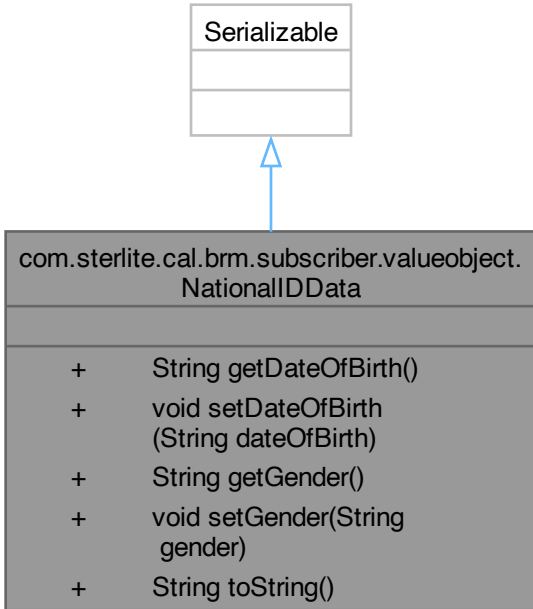 Serializable
com.sterlite.cal.brm.subscriber.valueobject.
NationalIDData
+ String getDateOfBirth()
+ void setDateOfBirth
(String dateOfBirth)
+ String getGender()
+ void setGender(String
gender)
+ String toString()